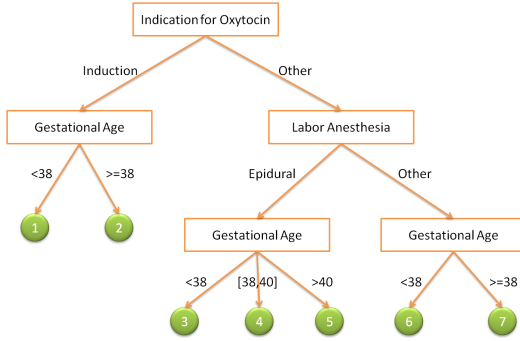 Indication for Oxytocin
Induction
Other
Gestational Age
Labor Anesthesia
<38
>=38
Epidural
Other
1
2
Gestational Age
Gestational Age
<38
[38,40]
>40
<38
>=38
3
4
5
6
7